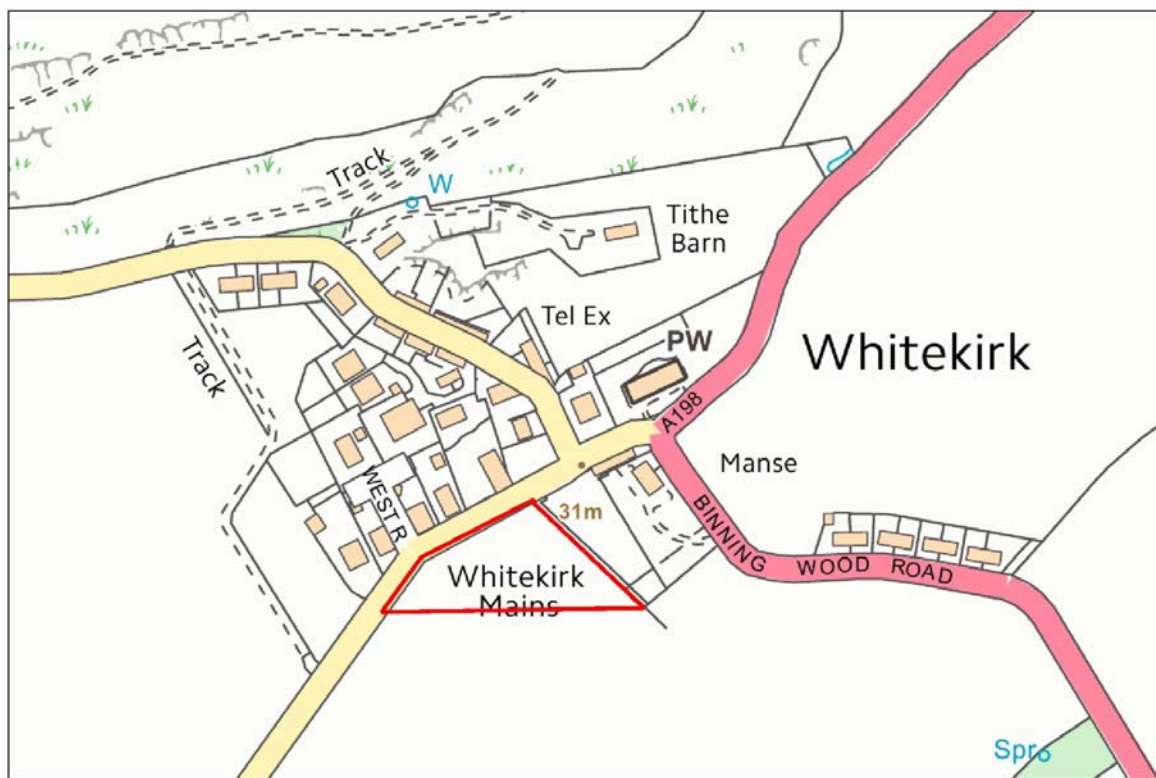 Track
W
Tithe
Barn
Tel Ex
PW
Whitekirk
Track
A198
Manse
WEST R
31m
BINNING WOOD ROAD
Whitekirk
Mains
Spr